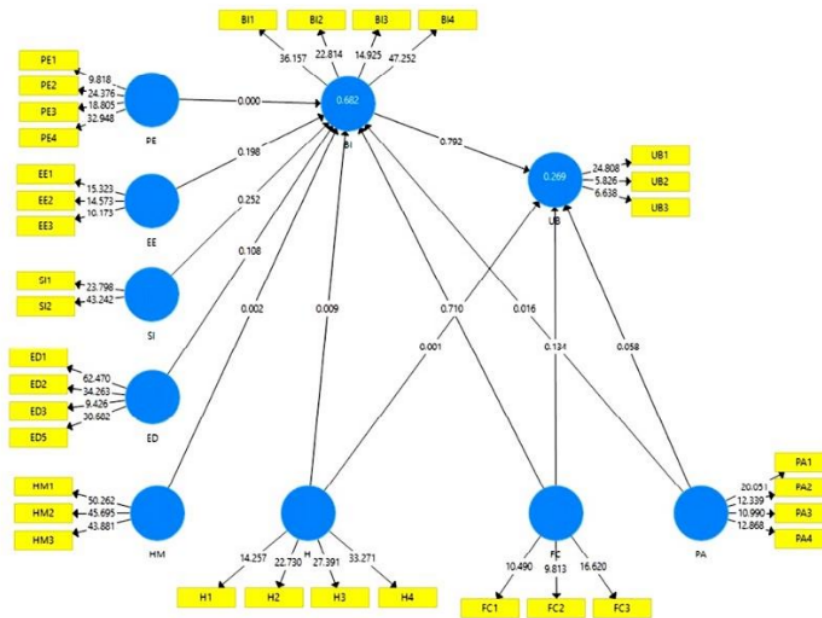 BI1
BI2
BI3
BI4
36.157
22.814
14.925
47.252
PE1
PE2
PE3
PE4
9.818
24.376
18.805
32.948
PE
0.000
0.682
BI
0.792
EE1
EE2
EE3
15.323
14.573
10.173
EE
0.198
UB1
UB2
UB3
24.808
5.826
6.638
0.269
UB
SI1
SI2
23.798
43.242
SI
0.252
0.108
0.002
0.009
0.001
0.710
0.134
0.016
0.058
ED1
ED2
ED3
ED5
62.470
34.263
9.426
30.682
ED
HM1
HM2
HM3
50.262
45.695
43.881
HM
H
14.257
22.730
27.391
33.271
H1
H2
H3
H4
FC
10.490
9.813
16.620
FC1
FC2
FC3
PA
20.051
12.339
10.990
12.868
PA1
PA2
PA3
PA4